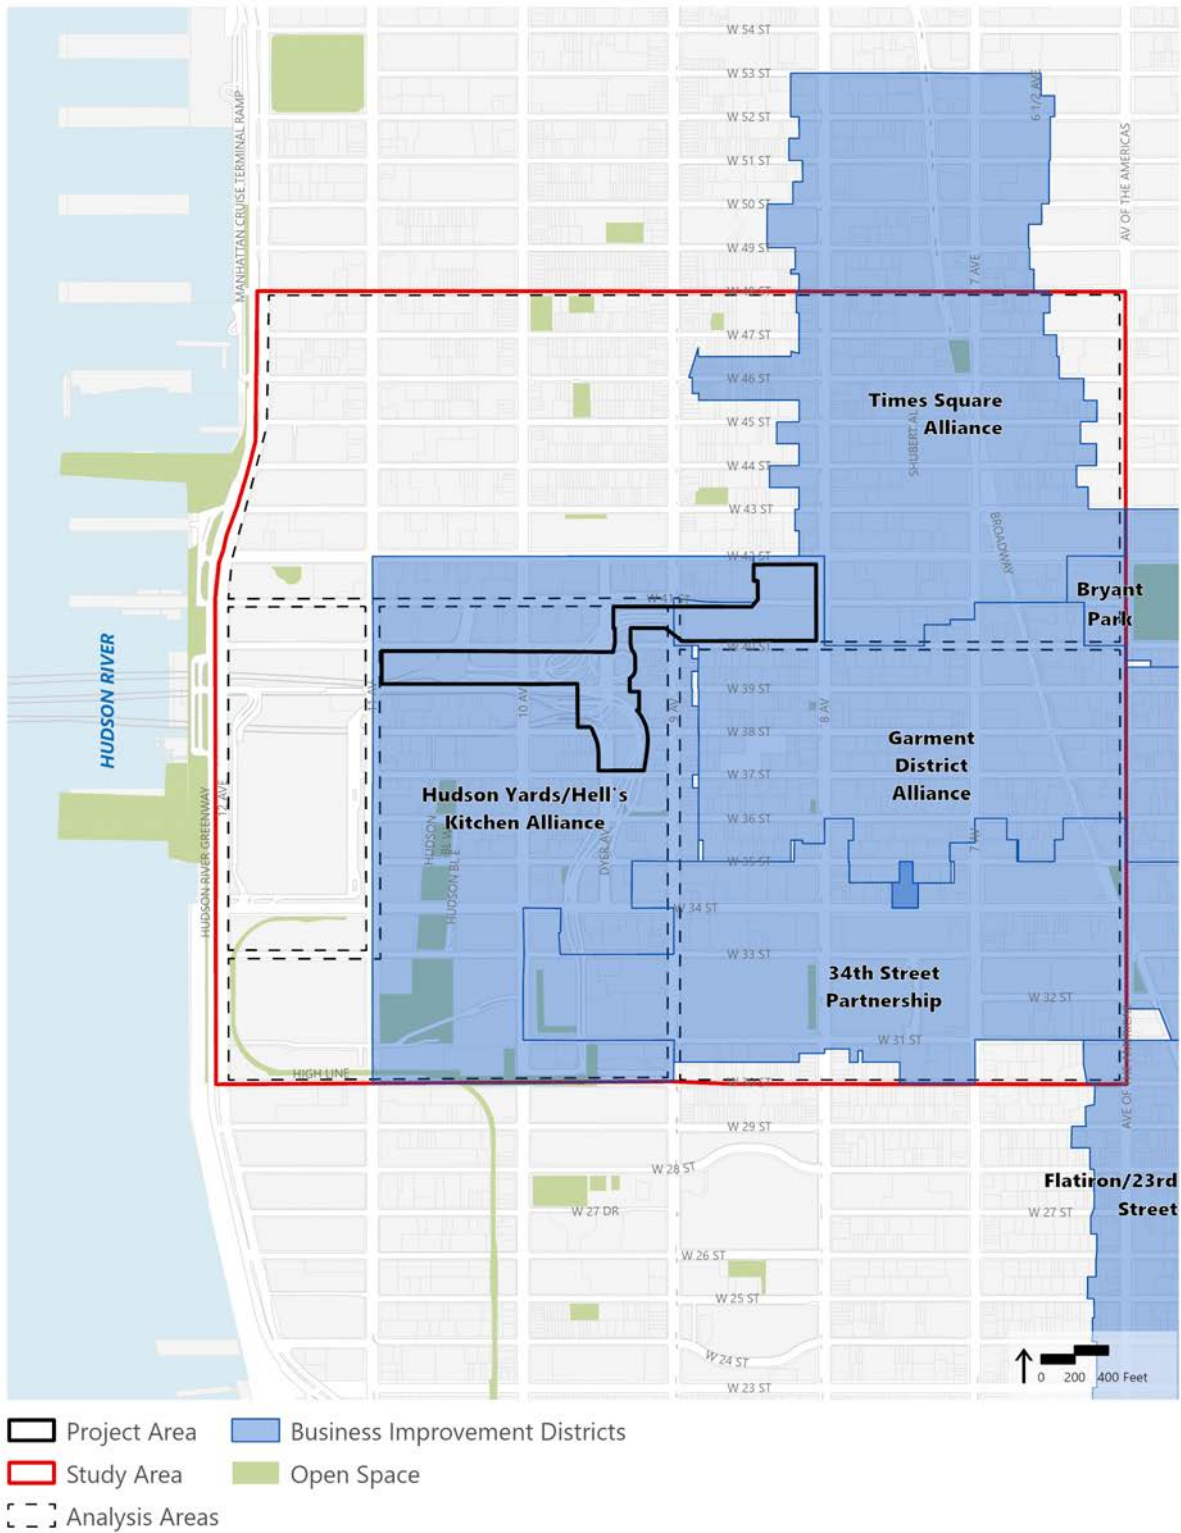 W 54 ST
W 53 ST
6 1/2 AVE
W 52 ST
MANHATTAN CRUISE TERMINAL RAMP
AV OF THE AMERICAS
W 51 ST
W 50 ST
W 49 ST
7 AVE
W 47 ST
W 46 ST
Times Square
Alliance
W 45 ST
SHUBERT AL
W 44 ST
W 43 ST
BROADWAY
W 42 ST
Bryant
Park
W 41 ST
HUDSON RIVER
W 40 ST
W 39 ST
10 AV
9 AV
8 AV
W 38 ST
Garment
District
Alliance
W 37 ST
12 AVE
Hudson Yards/Hell's
Kitchen Alliance
HUDSON
BL W
HUDSON BL E
DYER AV
W 36 ST
7 AV
W 35 ST
HUDSON RIVER GREENWAY
W 34 ST
W 33 ST
34th Street
Partnership
W 32 ST
W 31 ST
HIGH LINE
W 29 ST
W 28 ST
Flatiron/23rd
Street
W 27 DR
W 27 ST
W 26 ST
W 25 ST
W 24 ST
W 23 ST
0 200 400 Feet
Project Area
Business Improvement Districts
Study Area
Open Space
Analysis Areas